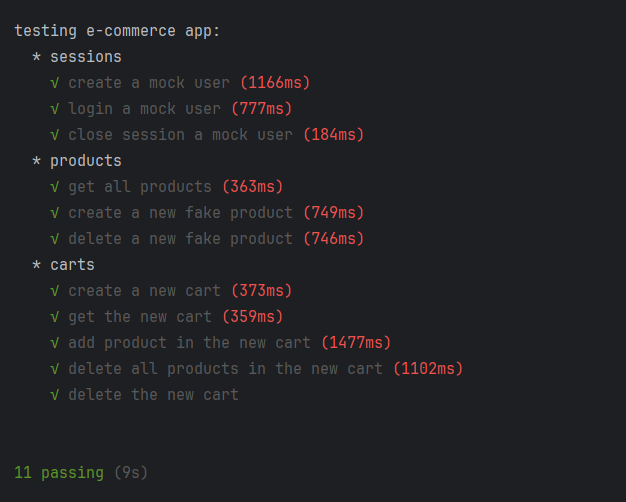 testing e-commerce app:
* sessions
√ create a mock user (1166ms)
√ login a mock user (777ms)
√ close session a mock user (184ms)
* products
√ get all products (363ms)
√ create a new fake product (749ms)
√ delete a new fake product (746ms)
* carts
√ create a new cart (373ms)
√ get the new cart (359ms)
√ add product in the new cart (1477ms)
√ delete all products in the new cart (1102ms)
√ delete the new cart
11 passing (9s)